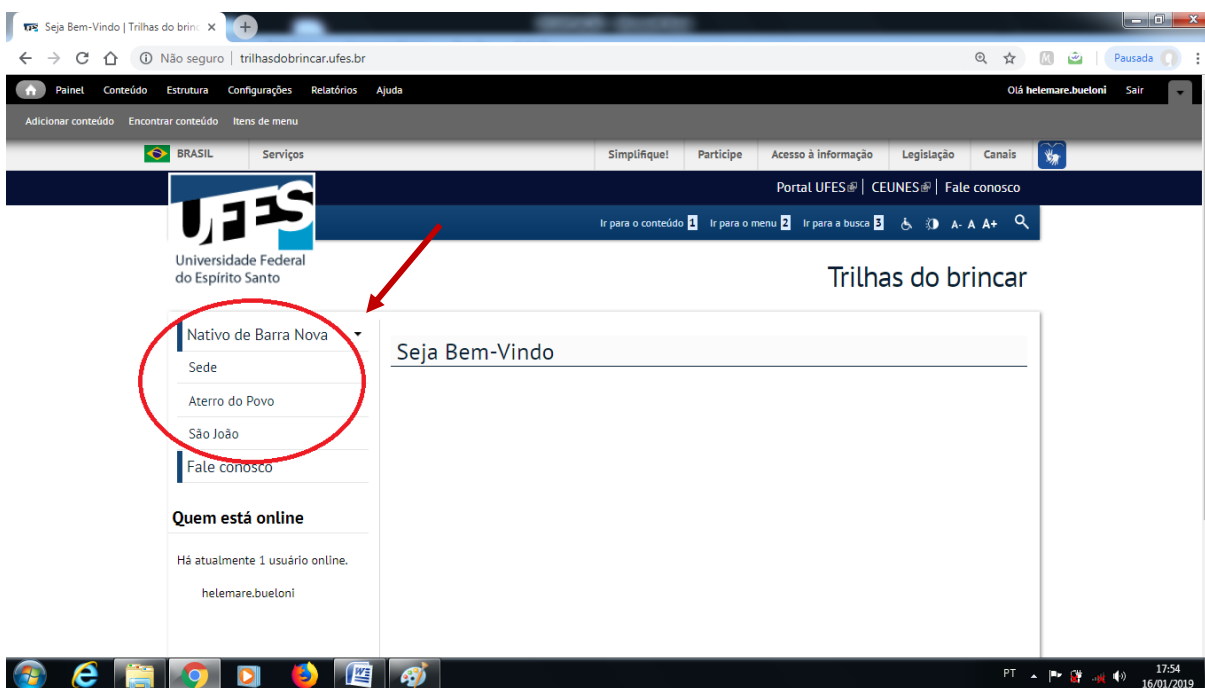 Seja Bem-Vindo | Trilhas do brinc
Não seguro | trilhasdobrincar.ufes.br
Pausada
Painel Conteúdo Estrutura Configurações Relatórios Ajuda
Olá helemare.bueloni Sair
Adicionar conteúdo Encontrar conteúdo Itens de menu
BRASIL Serviços
Simplifique! Participe Acesso à informação Legislação Canais
Portal UFES | CEUNES | Fale conosco
UFES
Ir para o conteúdo 1 Ir para o menu 2 Ir para a busca 3 A- A A+
Universidade Federal
do Espírito Santo
Trilhas do brincar
Nativo de Barra Nova
Sede
Aterro do Povo
São João
Fale conosco
Seja Bem-Vindo
Quem está online
Há atualmente 1 usuário online.
helemare.bueloni
PT
17:54
16/01/2019